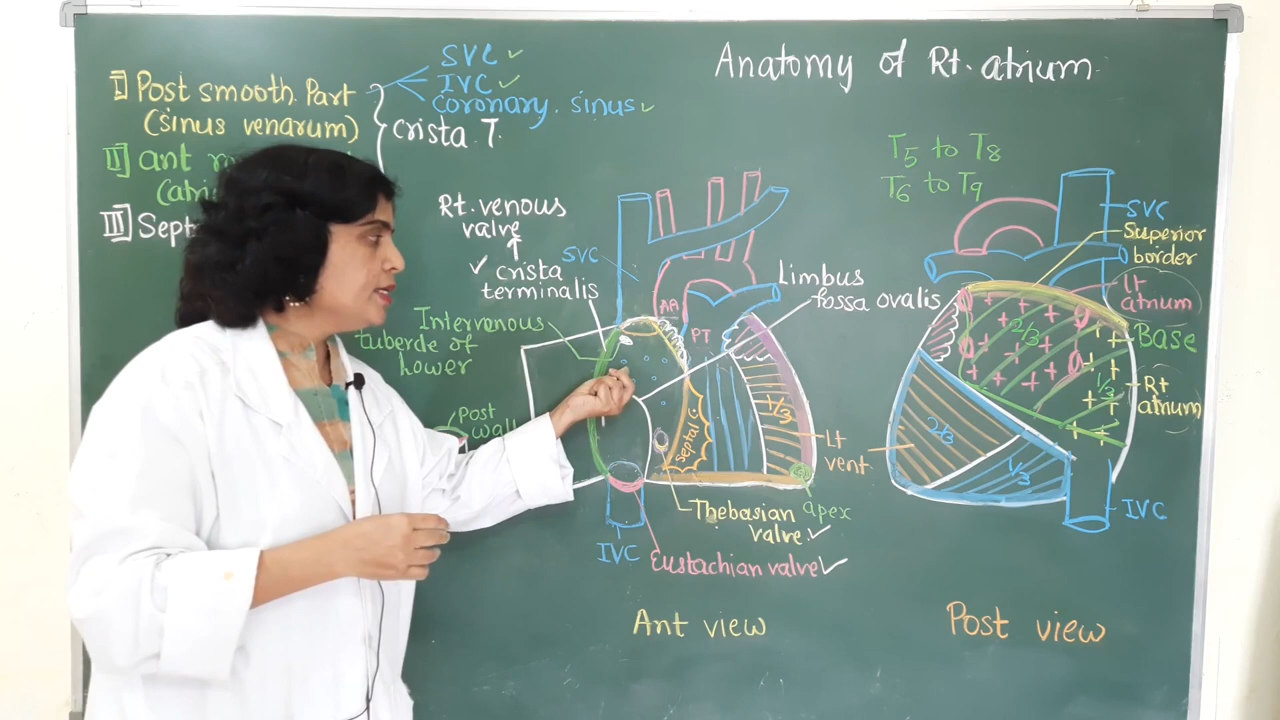 Anatomy of Rt. atrium
I Post smooth Part
(sinus venarum)
SVC ✓
IVC ✓
coronary sinus ✓
crista T.
II ant
III Sept
T5 to T8
T6 to T9
Rt. venous
valve
✓ crista
terminalis
SVC
Intervenous
tuberde of
lower
Post
wall
Limbus
fossa ovalis
AA
PT
septal C.
1/3
Lt
vent
apex
Thebasian
valve ✓
IVC
Eustachian valve ✓
Ant view
SVC
Superior
border
Lt
atrium
Base
Rt
atrium
2/3
1/3
2/3
1/3
IVC
Post view